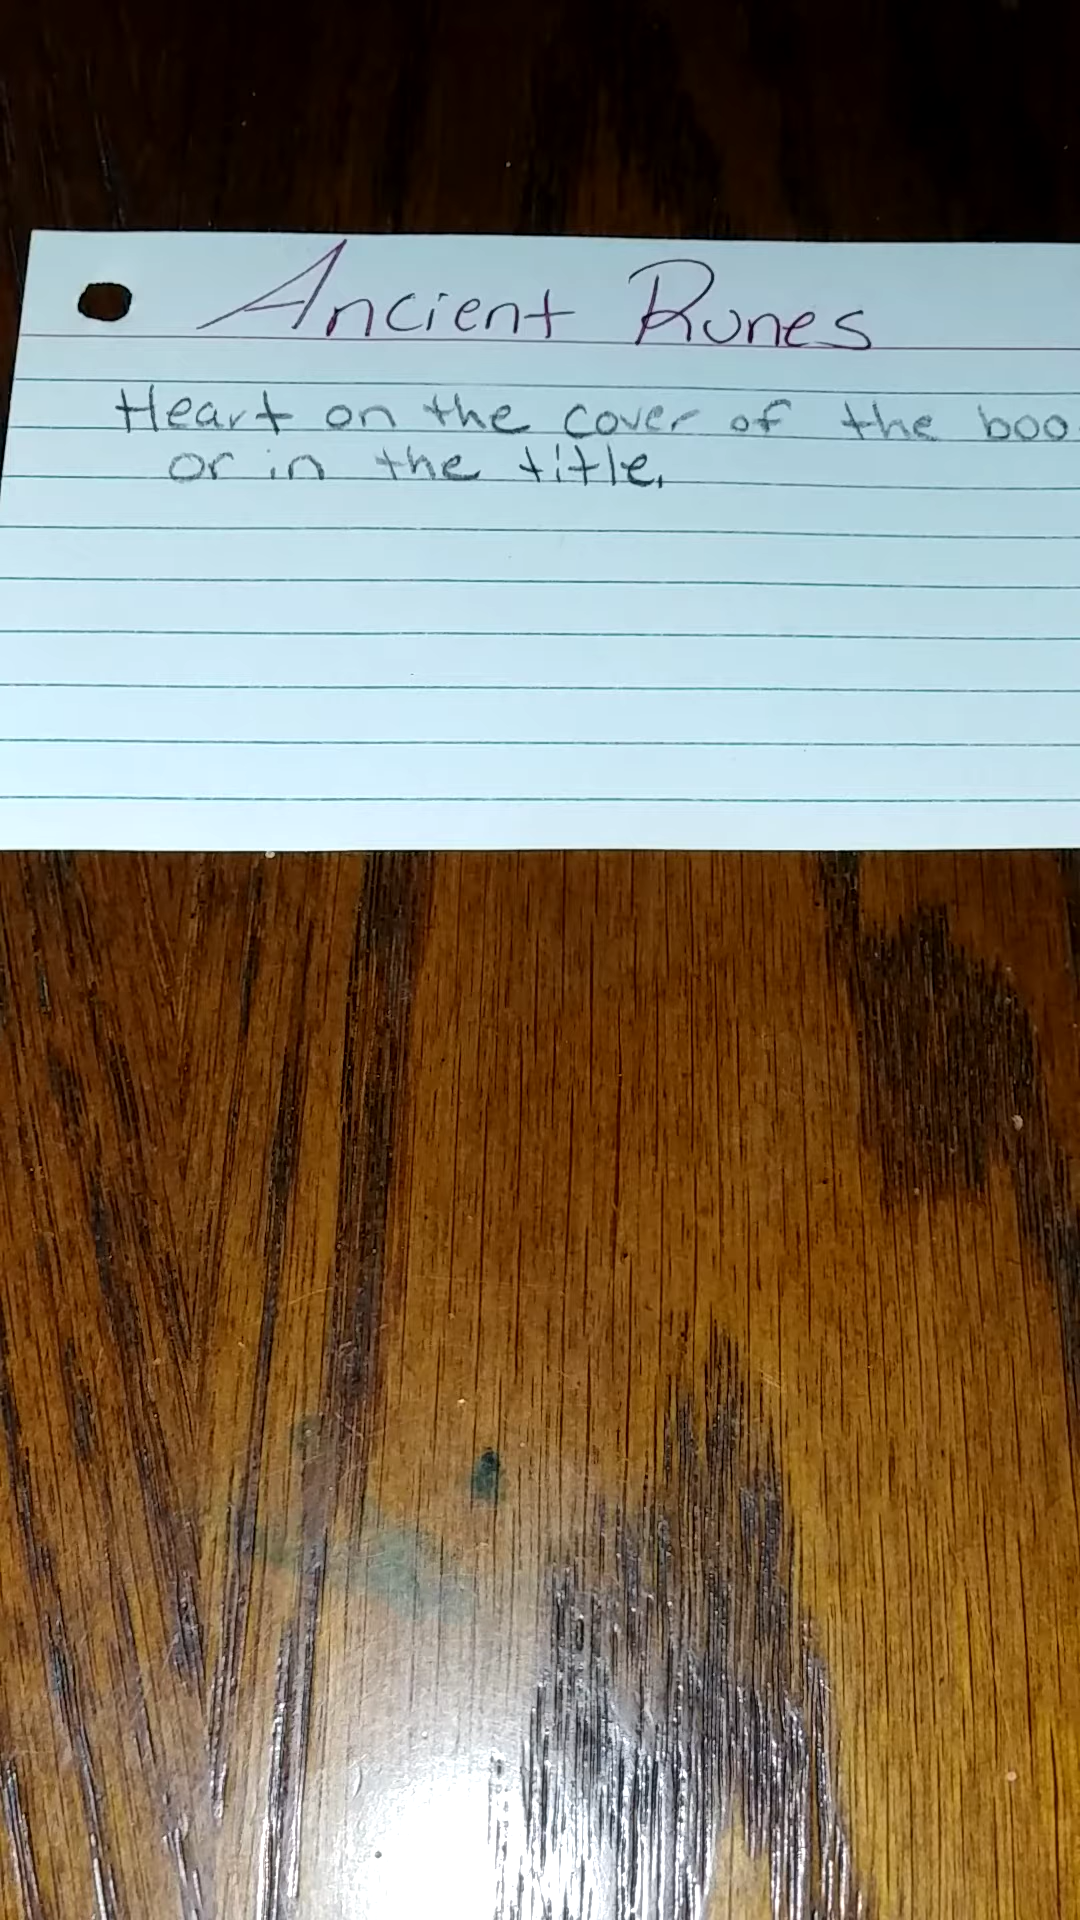 Ancient Runes
Heart on the cover of the boo
or in the title.